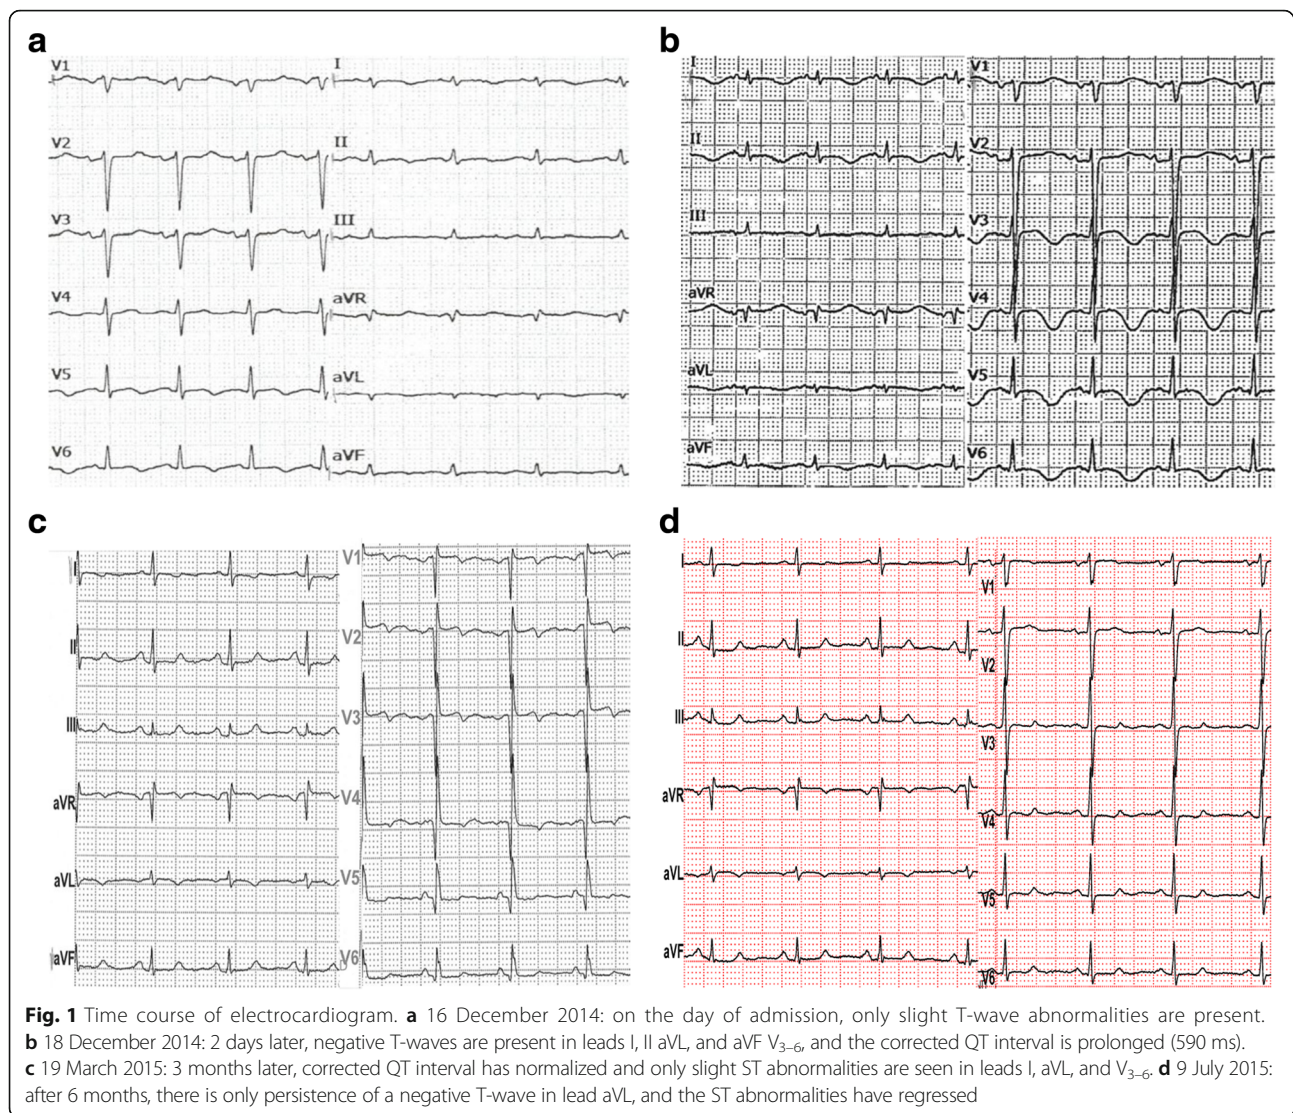 a
b
V1
I
V2
II
V3
III
V4
aVR
V5
aVL
V6
aVF
I
V1
II
V2
III
V3
aVR
V4
aVL
V5
aVF
V6
c
d
I
V1
II
V2
III
V3
aVR
V4
aVL
V5
aVF
V6
I
V1
II
V2
III
V3
aVR
V4
aVL
V5
aVF
V6
Fig. 1 Time course of electrocardiogram. a 16 December 2014: on the day of admission, only slight T-wave abnormalities are present.
b 18 December 2014: 2 days later, negative T-waves are present in leads I, II aVL, and aVF V3–6, and the corrected QT interval is prolonged (590 ms).
c 19 March 2015: 3 months later, corrected QT interval has normalized and only slight ST abnormalities are seen in leads I, aVL, and V3–6. d 9 July 2015:
after 6 months, there is only persistence of a negative T-wave in lead aVL, and the ST abnormalities have regressed